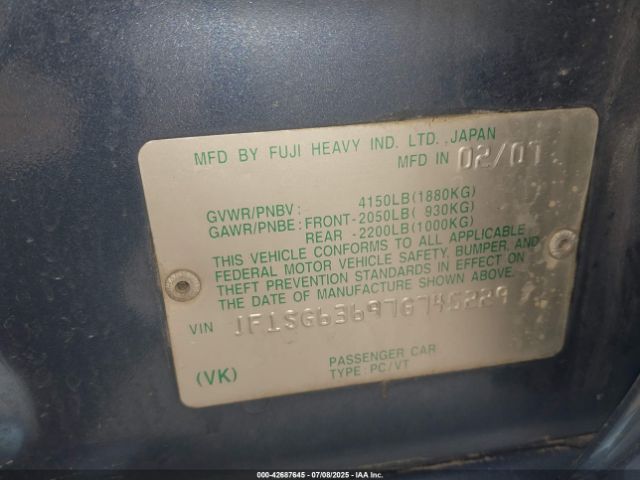 MFD BY FUJI HEAVY IND. LTD., JAPAN
MFD IN 02/07
GVWR/PNBV: 4150LB(1880KG)
GAWR/PNBE: FRONT-2050LB( 930KG)
REAR -2200LB(1000KG)
THIS VEHICLE CONFORMS TO ALL APPLICABLE
FEDERAL MOTOR VEHICLE SAFETY, BUMPER, AND
THEFT PREVENTION STANDARDS IN EFFECT ON
THE DATE OF MANUFACTURE SHOWN ABOVE.
VIN
PASSENGER CAR
(VK) TYPE: PC/VT
000-42687645 | 07/08/2025 - IAA Inc.